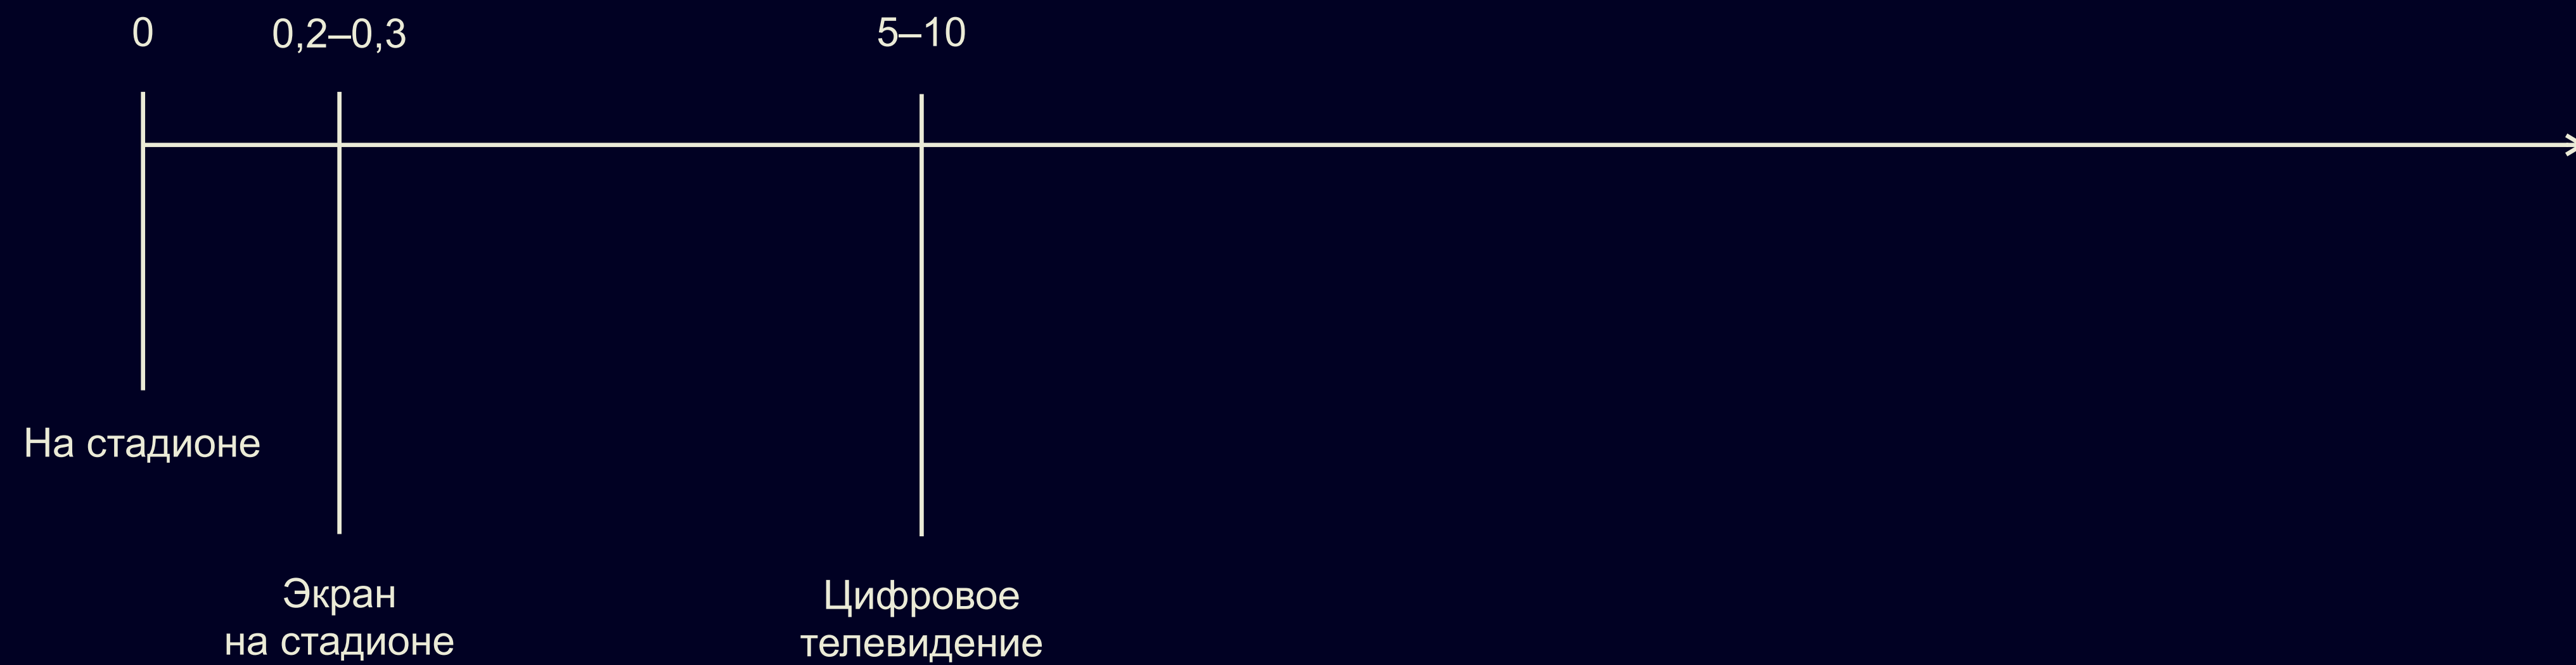 0
0,2–0,3
5–10
На стадионе
Экран
на стадионе
Цифровое
телевидение